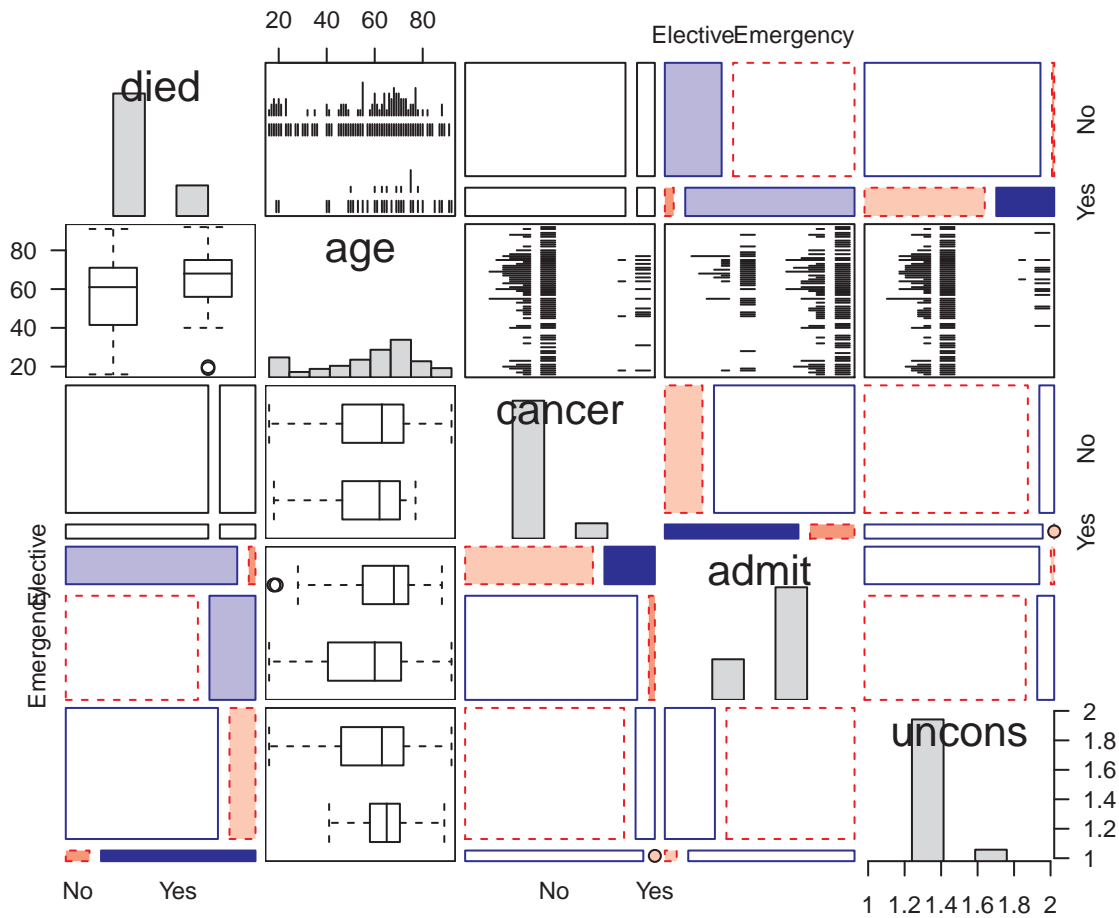 20 40 60 80
Elective Emergency
died
No
Yes
age
80
60
40
20
cancer
No
Yes
admit
Elective
Emergency
uncons
2
1.8
1.6
1.4
1.2
1
No Yes No Yes
1 1.2 1.4 1.6 1.8 2